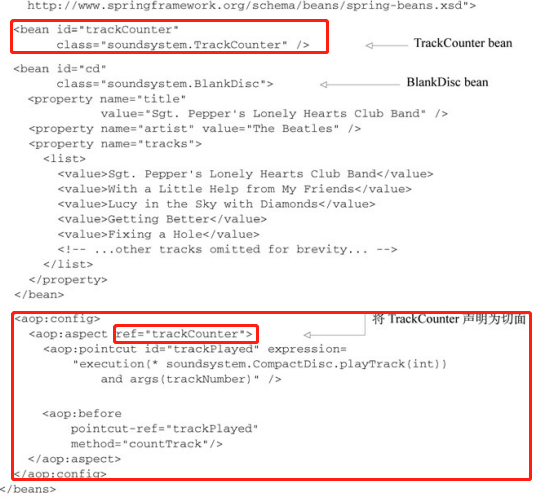 http://www.springframework.org/schema/beans/spring-beans.xsd">
<bean id="trackCounter"
class="soundsystem.TrackCounter" />
TrackCounter bean
<bean id="cd"
class="soundsystem.BlankDisc">
BlankDisc bean
<property name="title"
value="Sgt. Pepper's Lonely Hearts Club Band" />
<property name="artist" value="The Beatles" />
<property name="tracks">
<list>
<value>Sgt. Pepper's Lonely Hearts Club Band</value>
<value>With a Little Help from My Friends</value>
<value>Lucy in the Sky with Diamonds</value>
<value>Getting Better</value>
<value>Fixing a Hole</value>
<!-- ...other tracks omitted for brevity... -->
</list>
</property>
</bean>
<aop:config>
将 TrackCounter 声明为切面
<aop:aspect ref="trackCounter">
<aop:pointcut id="trackPlayed" expression=
"execution(* soundsystem.CompactDisc.playTrack(int))
and args(trackNumber)" />
<aop:before
pointcut-ref="trackPlayed"
method="countTrack"/>
</aop:aspect>
</aop:config>
</beans>